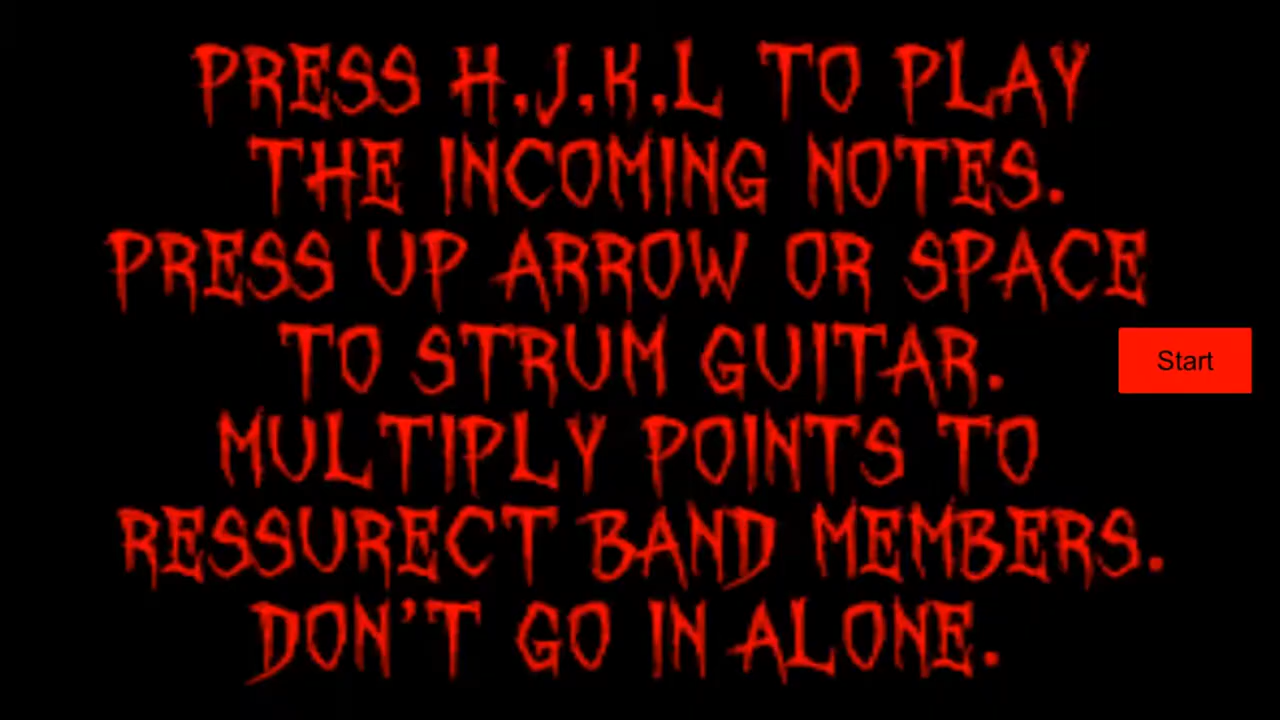 PRESS H,J,K,L TO PLAY
THE INCOMING NOTES.
PRESS UP ARROW OR SPACE
TO STRUM GUITAR.
Start
MULTIPLY POINTS TO
RESSURECT BAND MEMBERS.
DON'T GO IN ALONE.